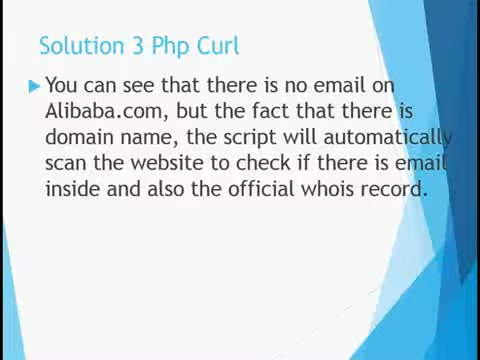 Solution 3 Php Curl
You can see that there is no email on
Alibaba.com, but the fact that there is
domain name, the script will automatically
scan the website to check if there is email
inside and also the official whois record.